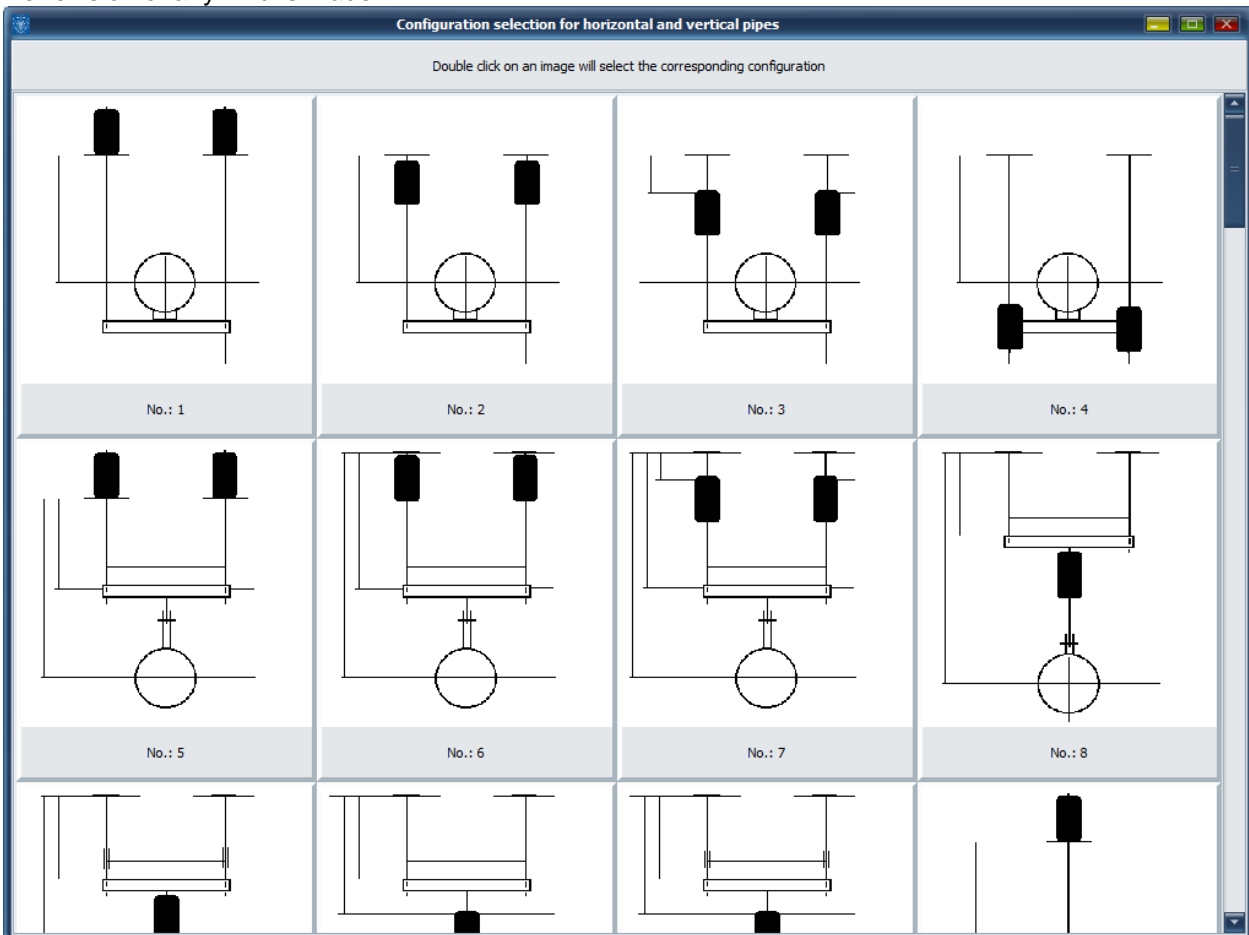 Configuration selection for horizontal and vertical pipes
Double click on an image will select the corresponding configuration
No.: 1
No.: 2
No.: 3
No.: 4
No.: 5
No.: 6
No.: 7
No.: 8